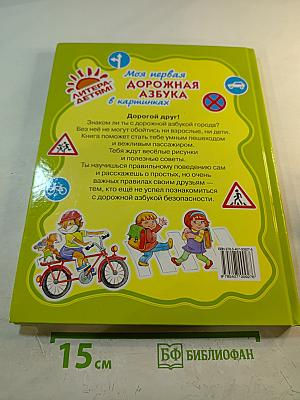 ЛИТЕРА-ДЕТЯМ!
Моя первая
ДОРОЖНАЯ
АЗБУКА
в картинках
Дорогой друг!
Знаком ли ты с дорожной азбукой города?
Без неё не могут обойтись ни взрослые, ни дети.
Книга поможет стать тебе умным пешеходом
и вежливым пассажиром.
Тебя ждут весёлые рисунки
и полезные советы.
Ты научишься правильному поведению сам
и расскажешь о простых, но очень
важных правилах своим друзьям —
тем, кто ещё не успел познакомиться
с дорожной азбукой безопасности.
15 см
БФ БИБЛИОФАН